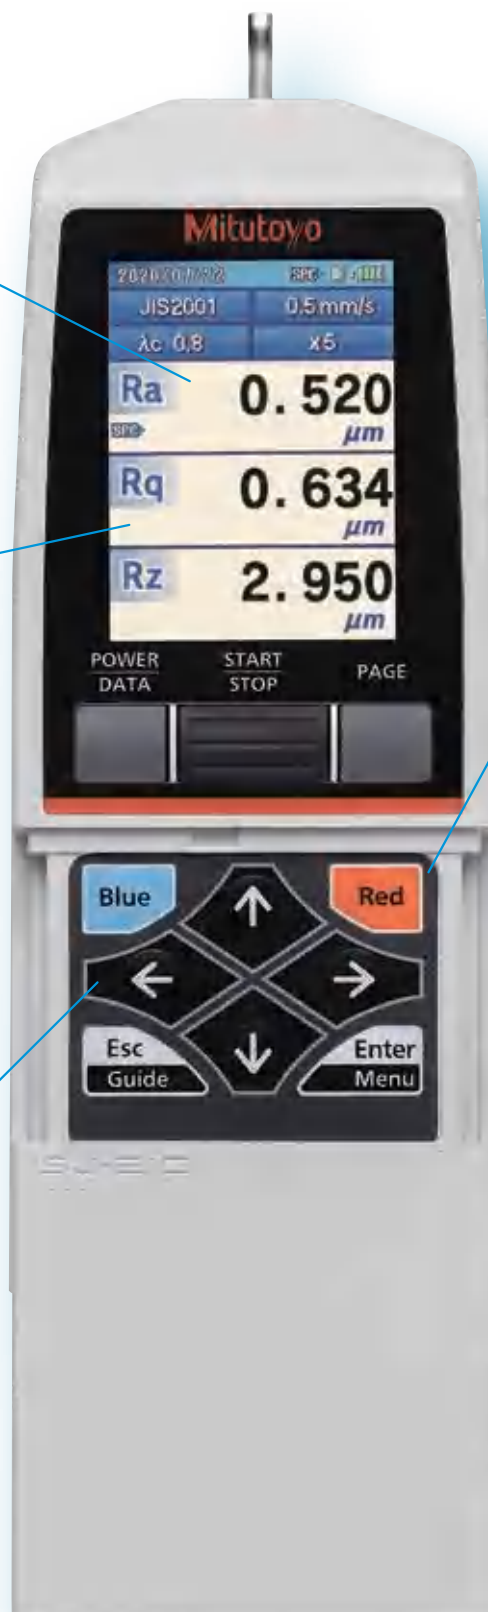 Mitutoyo
JIS2001 0.5mm/s
λc 0.8 x5
Ra 0.520
SPC µm
Rq 0.634
µm
Rz 2.950
µm
POWER START PAGE
DATA STOP
Blue Red
Esc Enter
Guide Menu